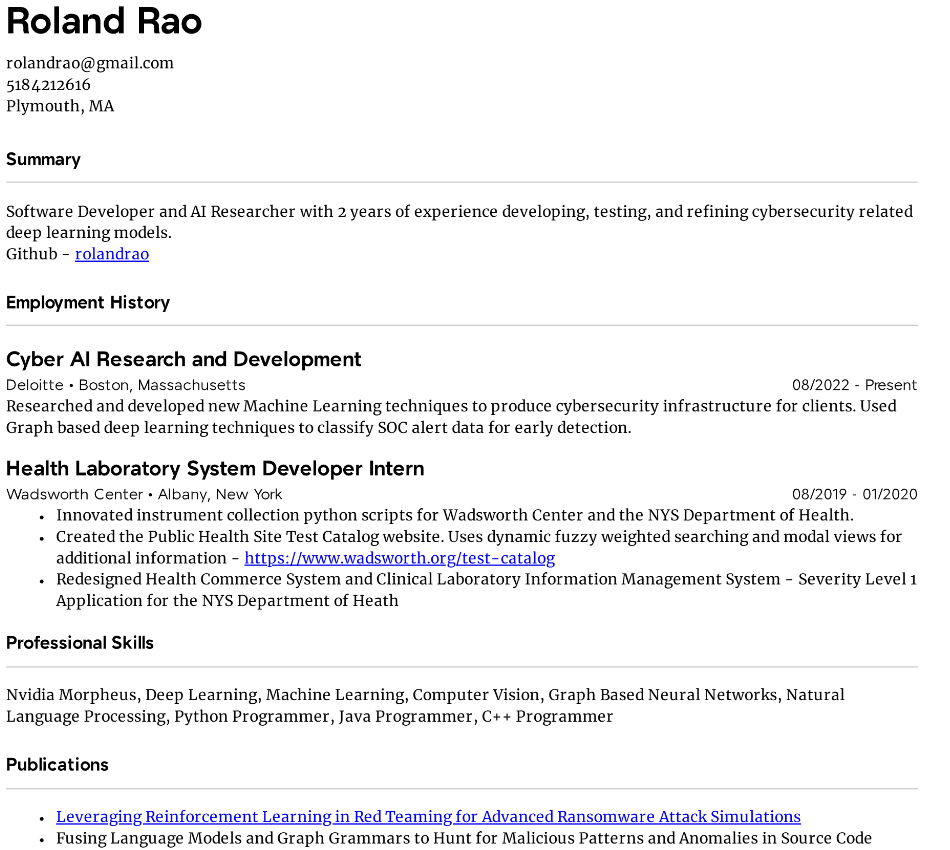 Roland Rao
rolandrao@gmail.com
5184212616
Plymouth, MA
Summary
Software Developer and AI Researcher with 2 years of experience developing, testing, and refining cybersecurity related
deep learning models.
Github - rolandrao
Employment History
Cyber AI Research and Development
Deloitte • Boston, Massachusetts 08/2022 - Present
Researched and developed new Machine Learning techniques to produce cybersecurity infrastructure for clients. Used
Graph based deep learning techniques to classify SOC alert data for early detection.
Health Laboratory System Developer Intern
Wadsworth Center • Albany, New York 08/2019 - 01/2020
• Innovated instrument collection python scripts for Wadsworth Center and the NYS Department of Health.
• Created the Public Health Site Test Catalog website. Uses dynamic fuzzy weighted searching and modal views for
additional information - https://www.wadsworth.org/test-catalog
• Redesigned Health Commerce System and Clinical Laboratory Information Management System - Severity Level 1
Application for the NYS Department of Heath
Professional Skills
Nvidia Morpheus, Deep Learning, Machine Learning, Computer Vision, Graph Based Neural Networks, Natural
Language Processing, Python Programmer, Java Programmer, C++ Programmer
Publications
• Leveraging Reinforcement Learning in Red Teaming for Advanced Ransomware Attack Simulations
• Fusing Language Models and Graph Grammars to Hunt for Malicious Patterns and Anomalies in Source Code